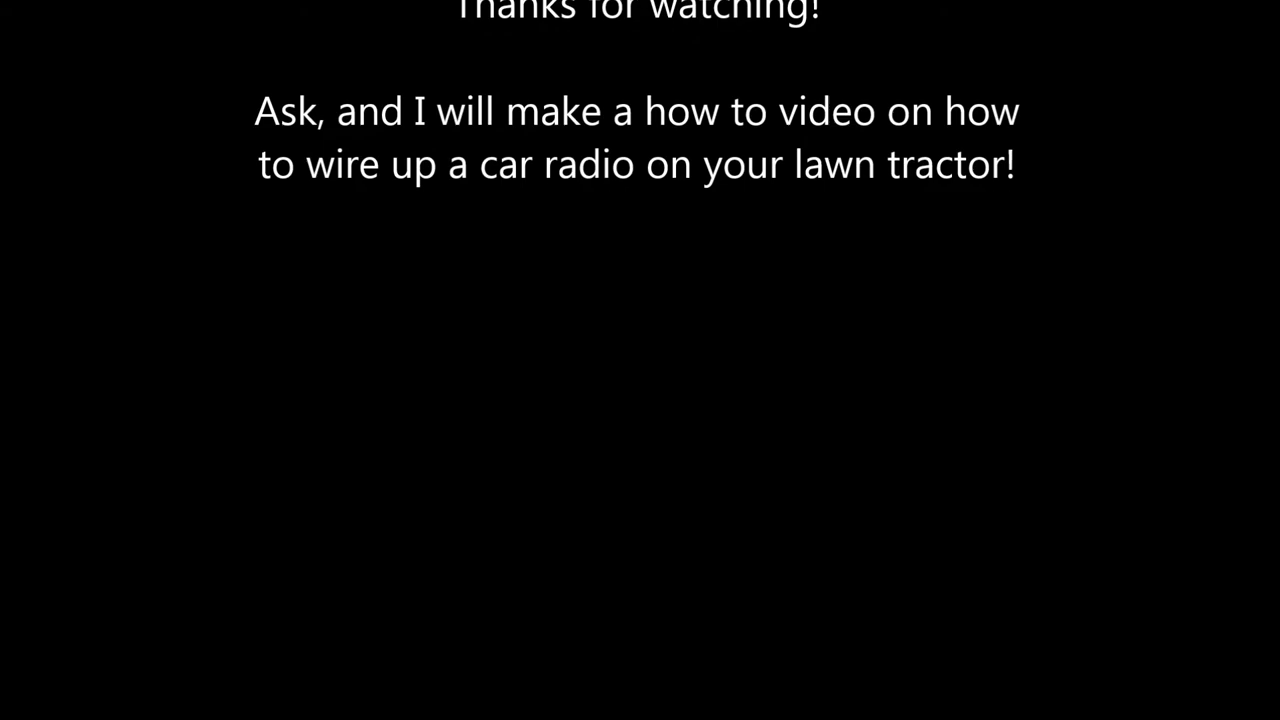 Thanks for watching!
Ask, and I will make a how to video on how
to wire up a car radio on your lawn tractor!